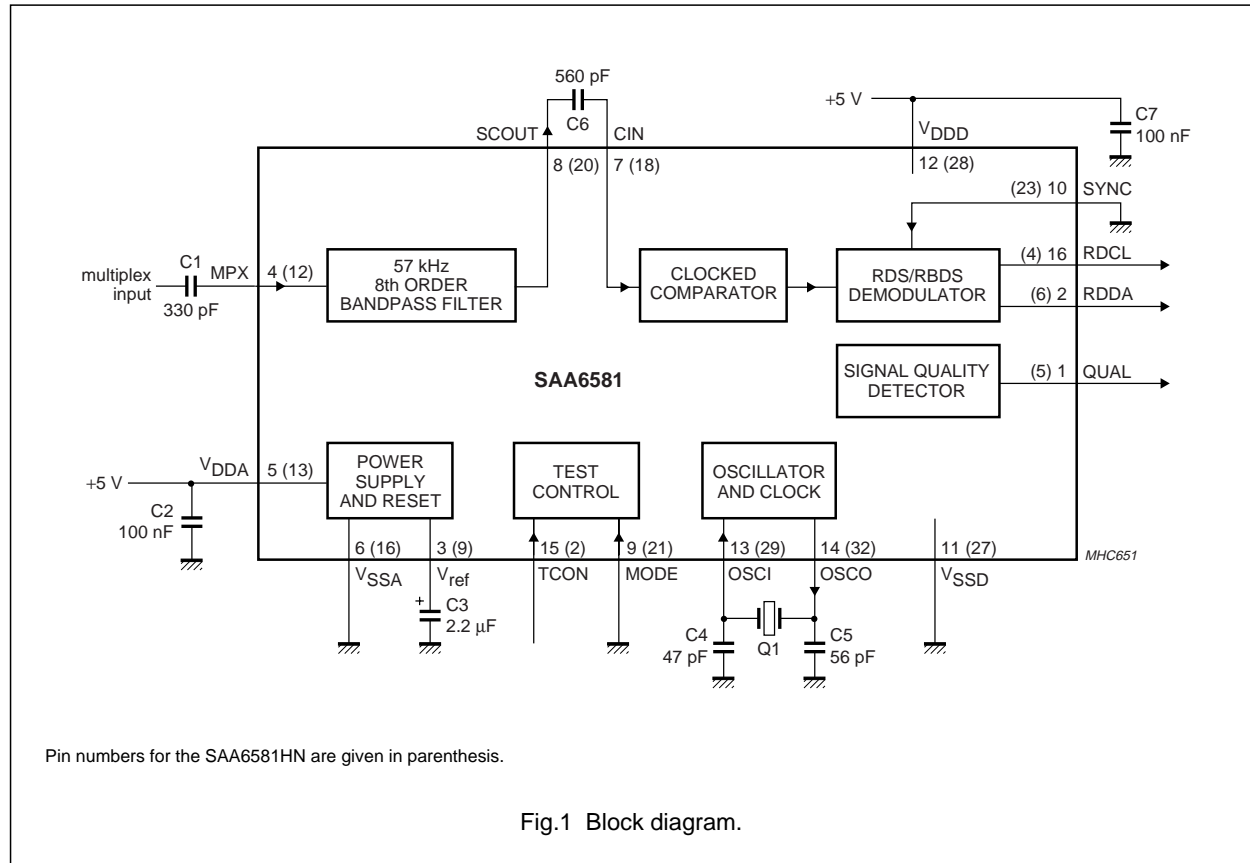 560 pF
C6
SCOUT
CIN
8 (20)
7 (18)
+5 V
VDDD
12 (28)
C7
100 nF
(23) 10
SYNC
multiplex
input
C1
330 pF
MPX
4 (12)
57 kHz
8th ORDER
BANDPASS FILTER
CLOCKED
COMPARATOR
RDS/RBDS
DEMODULATOR
(4) 16
RDCL
(6) 2
RDDA
SAA6581
SIGNAL QUALITY
DETECTOR
(5) 1
QUAL
+5 V
VDDA
5 (13)
C2
100 nF
POWER
SUPPLY
AND RESET
TEST
CONTROL
OSCILLATOR
AND CLOCK
6 (16)
VSSA
3 (9)
Vref
15 (2)
TCON
9 (21)
MODE
13 (29)
OSCI
14 (32)
OSCO
11 (27)
VSSD
MHC651
+
C3
2.2 μF
C4
47 pF
Q1
C5
56 pF
Pin numbers for the SAA6581HN are given in parenthesis.
Fig.1 Block diagram.